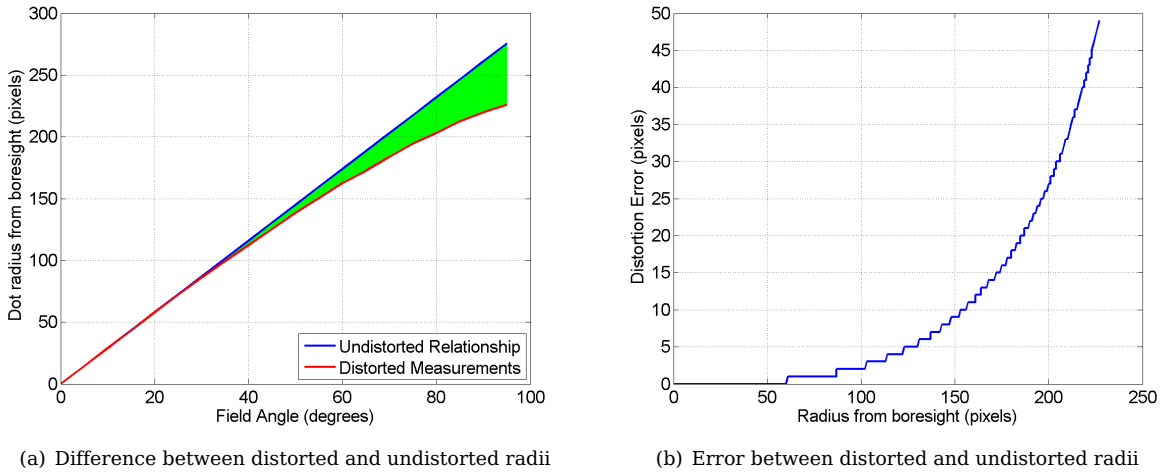 300
250
200
150
100
50
0
Dot radius from boresight (pixels)
Undistorted Relationship
Distorted Measurements
0 20 40 60 80 100
Field Angle (degrees)
(a) Difference between distorted and undistorted radii
50
45
40
35
30
25
20
15
10
5
0
Distortion Error (pixels)
0 50 100 150 200 250
Radius from boresight (pixels)
(b) Error between distorted and undistorted radii